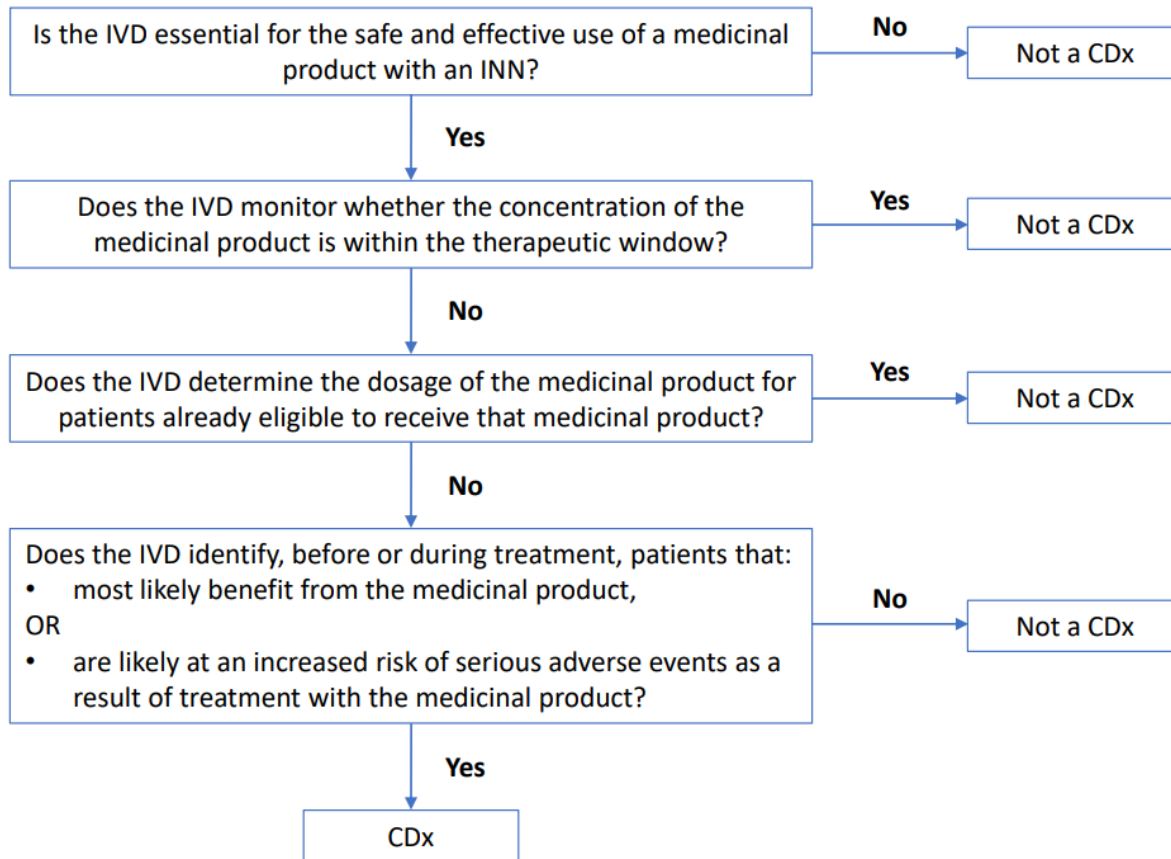 Is the IVD essential for the safe and effective use of a medicinal
product with an INN?
No
Not a CDx
Yes
Does the IVD monitor whether the concentration of the
medicinal product is within the therapeutic window?
Yes
Not a CDx
No
Does the IVD determine the dosage of the medicinal product for
patients already eligible to receive that medicinal product?
Yes
Not a CDx
No
Does the IVD identify, before or during treatment, patients that:
• most likely benefit from the medicinal product,
OR
• are likely at an increased risk of serious adverse events as a
result of treatment with the medicinal product?
No
Not a CDx
Yes
CDx